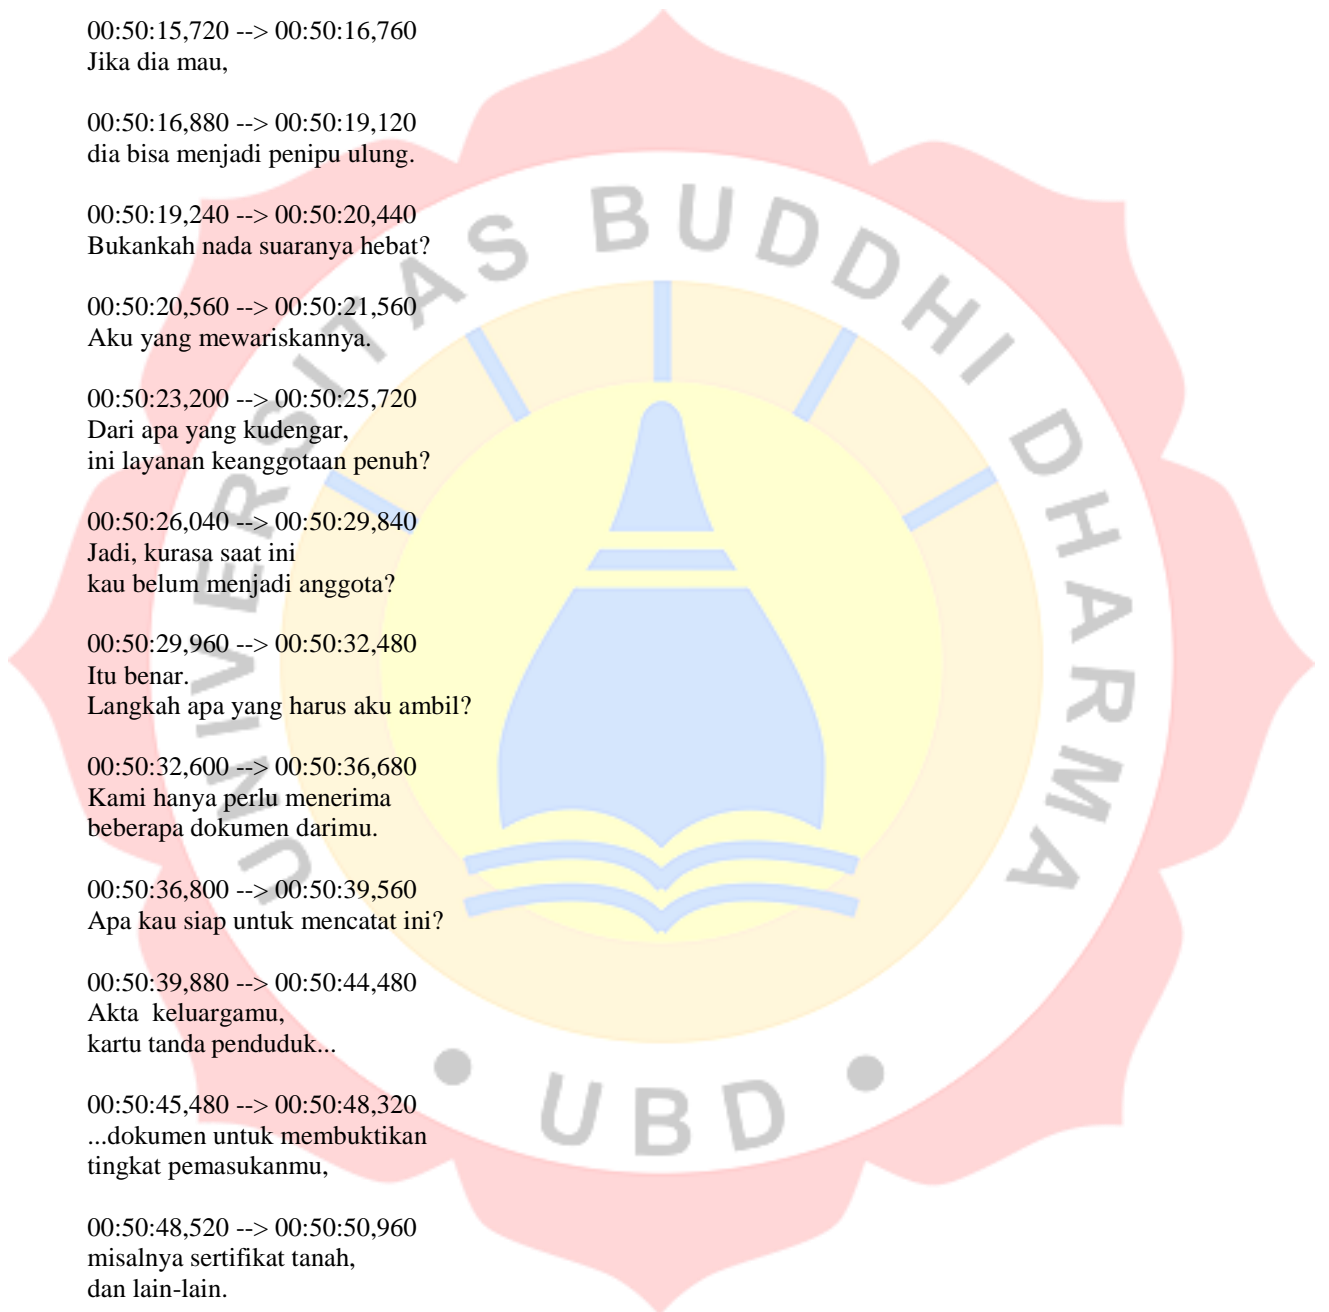 00:50:15,720 --> 00:50:16,760
Jika dia mau,
00:50:16,880 --> 00:50:19,120
dia bisa menjadi penipu ulung.
00:50:19,240 --> 00:50:20,440
Bukankah nada suaranya hebat?
00:50:20,560 --> 00:50:21,560
Aku yang mewariskannya.
00:50:23,200 --> 00:50:25,720
Dari apa yang kudengar,
ini layanan keanggotaan penuh?
00:50:26,040 --> 00:50:29,840
Jadi, kurasa saat ini
kau belum menjadi anggota?
00:50:29,960 --> 00:50:32,480
Itu benar.
Langkah apa yang harus aku ambil?
00:50:32,600 --> 00:50:36,680
Kami hanya perlu menerima
beberapa dokumen darimu.
00:50:36,800 --> 00:50:39,560
Apa kau siap untuk mencatat ini?
00:50:39,880 --> 00:50:44,480
Akta  keluargamu,
kartu tanda penduduk...
00:50:45,480 --> 00:50:48,320
...dokumen untuk membuktikan
tingkat pemasukanmu,
00:50:48,520 --> 00:50:50,960
misalnya sertifikat tanah,
dan lain-lain.
UNIVERSITAS BUDDHI DHARMA
• UBD •